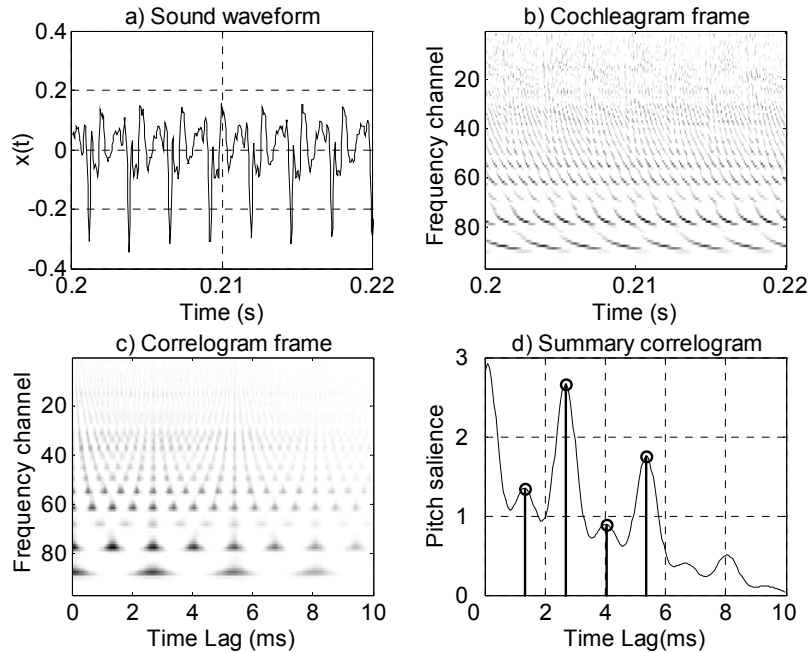 a) Sound waveform
0.4
0.2
0
-0.2
-0.4
x(t)
0.2 0.21 0.22
Time (s)
b) Cochleagram frame
20
40
60
80
Frequency channel
0.2 0.21 0.22
Time (s)
c) Correlogram frame
20
40
60
80
Frequency channel
0 2 4 6 8 10
Time Lag (ms)
d) Summary correlogram
3
2
1
0
Pitch salience
0 2 4 6 8 10
Time Lag(ms)